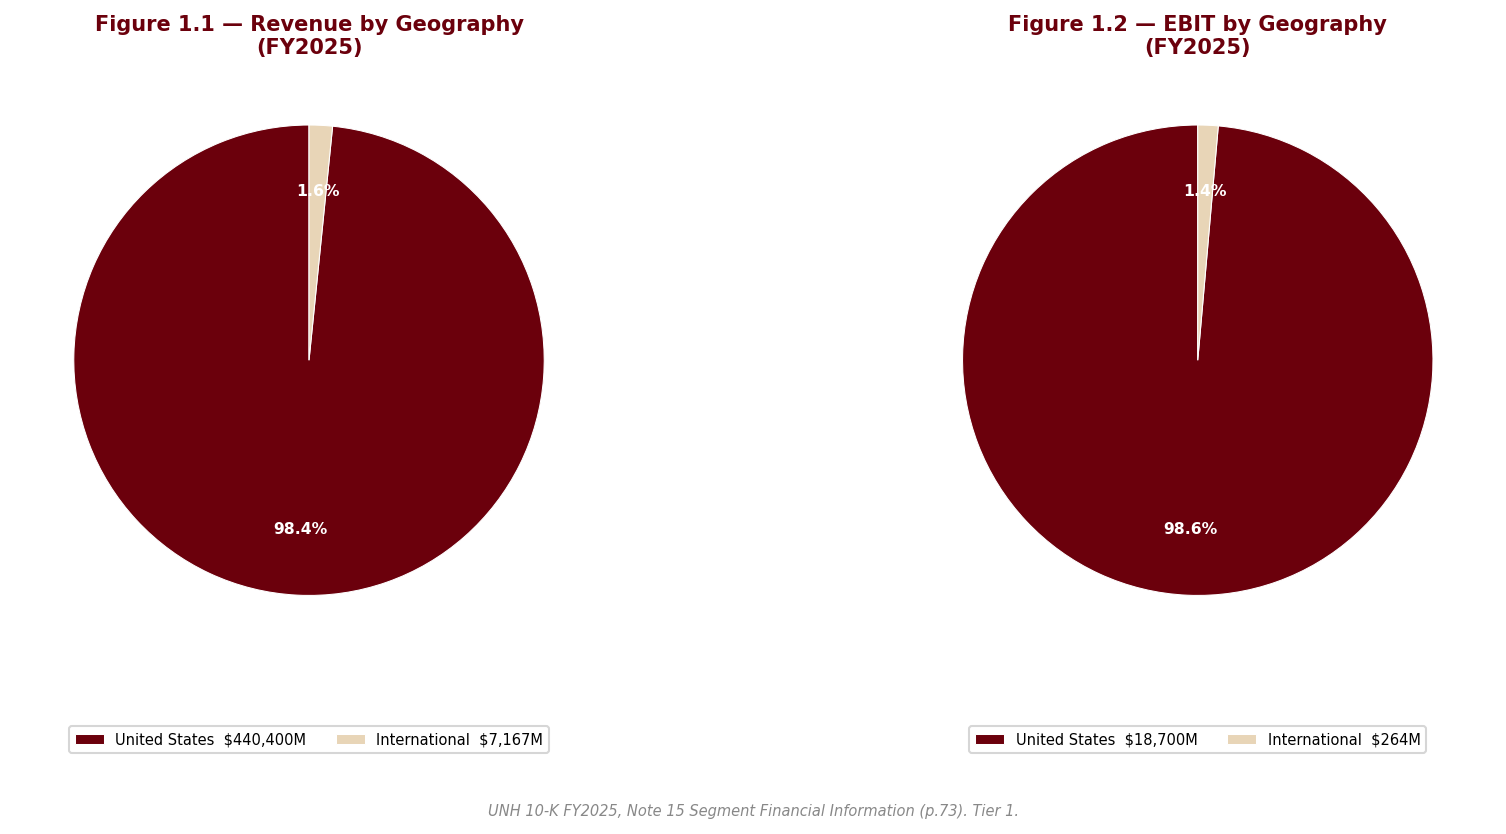 Figure 1.1 — Revenue by Geography
(FY2025)
1.6%
98.4%
United States $440,400M International $7,167M
Figure 1.2 — EBIT by Geography
(FY2025)
1.4%
98.6%
United States $18,700M International $264M
UNH 10-K FY2025, Note 15 Segment Financial Information (p.73). Tier 1.